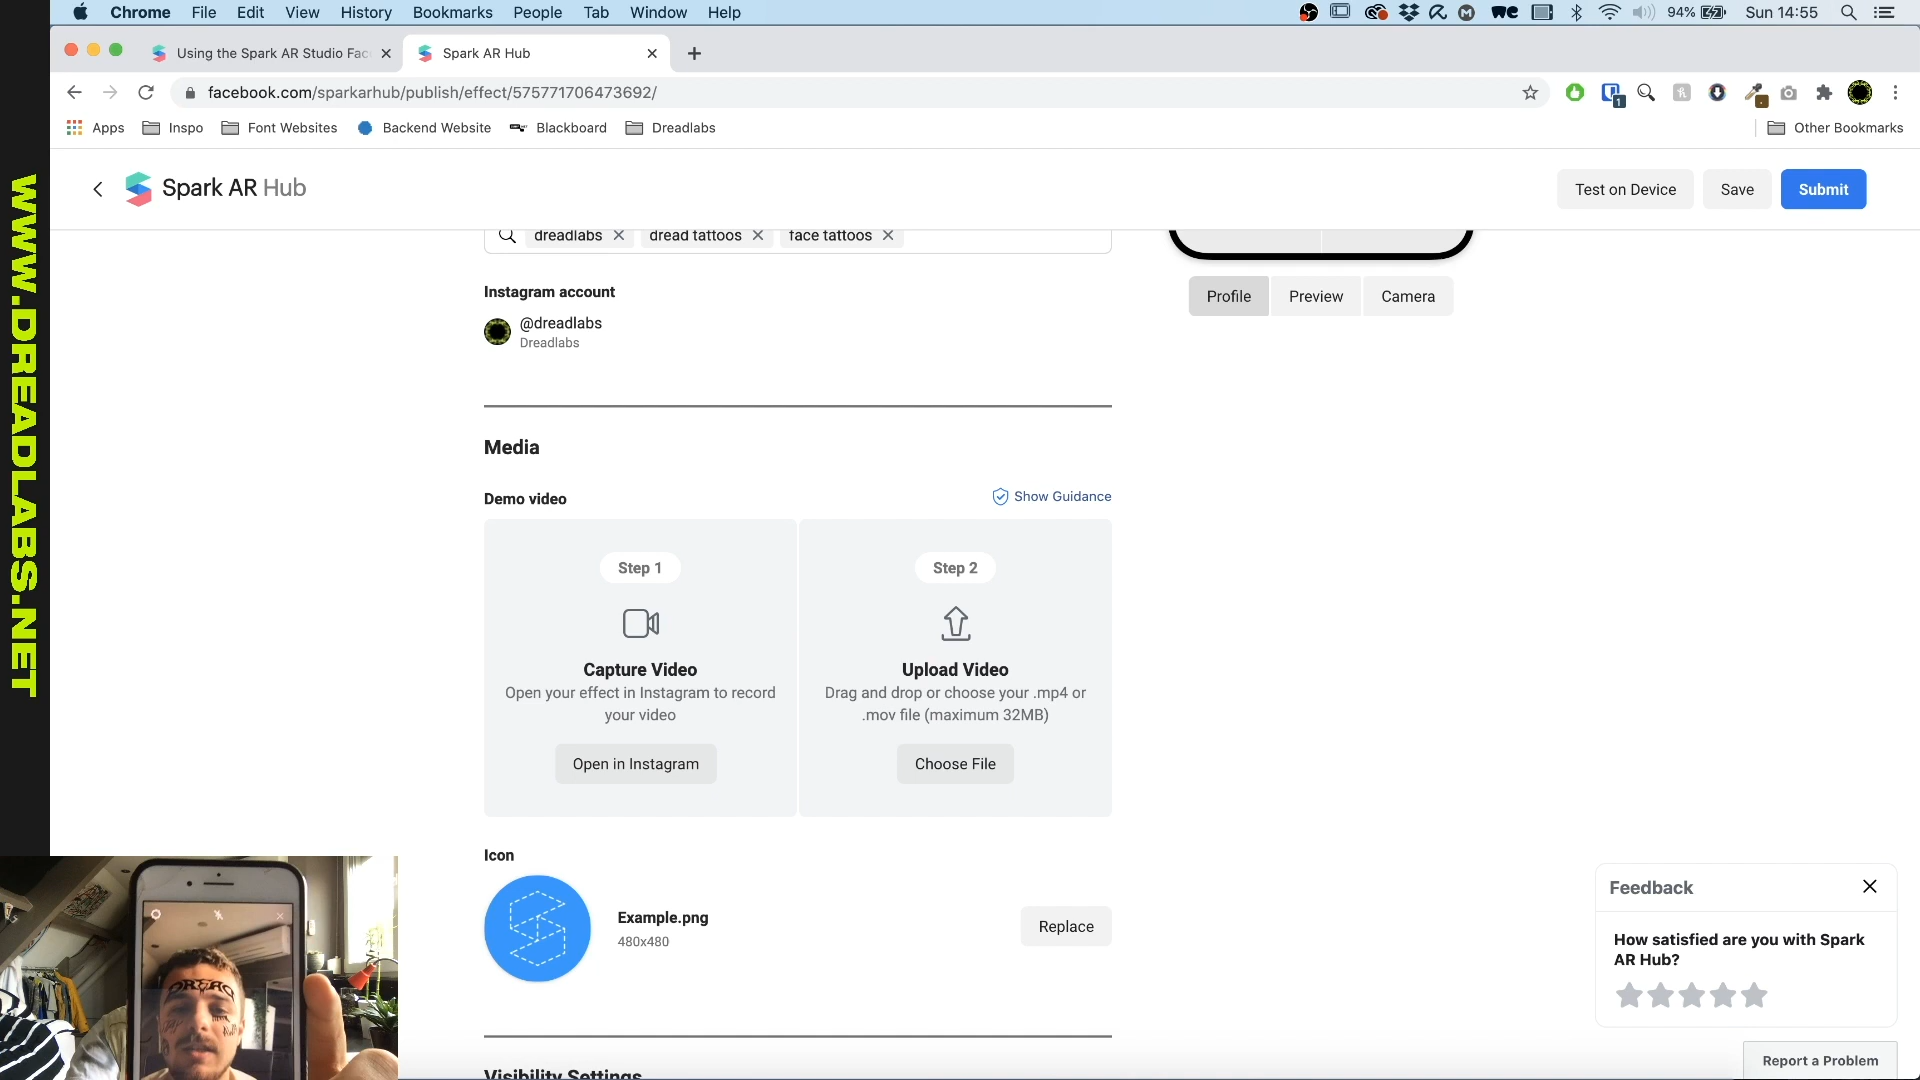 Chrome File Edit View History Bookmarks People Tab Window Help 94% Sun 14:55
Using the Spark AR Studio Fac
Spark AR Hub
facebook.com/sparkarhub/publish/effect/575771706473692/
1
Apps Inspo Font Websites Backend Website Blackboard Dreadlabs Other Bookmarks
Spark AR Hub
Test on Device Save Submit
dreadlabs dread tattoos face tattoos
Instagram account
@dreadlabs
Dreadlabs
Profile Preview Camera
Media
Demo video
Show Guidance
Step 1
Capture Video
Open your effect in Instagram to record
your video
Open in Instagram
Step 2
Upload Video
Drag and drop or choose your .mp4 or
.mov file (maximum 32MB)
Choose File
Icon
Example.png
480x480
Replace
Visibility Settings
Feedback
How satisfied are you with Spark
AR Hub?
Report a Problem
WWW.DREADLABS.NET
DREAD